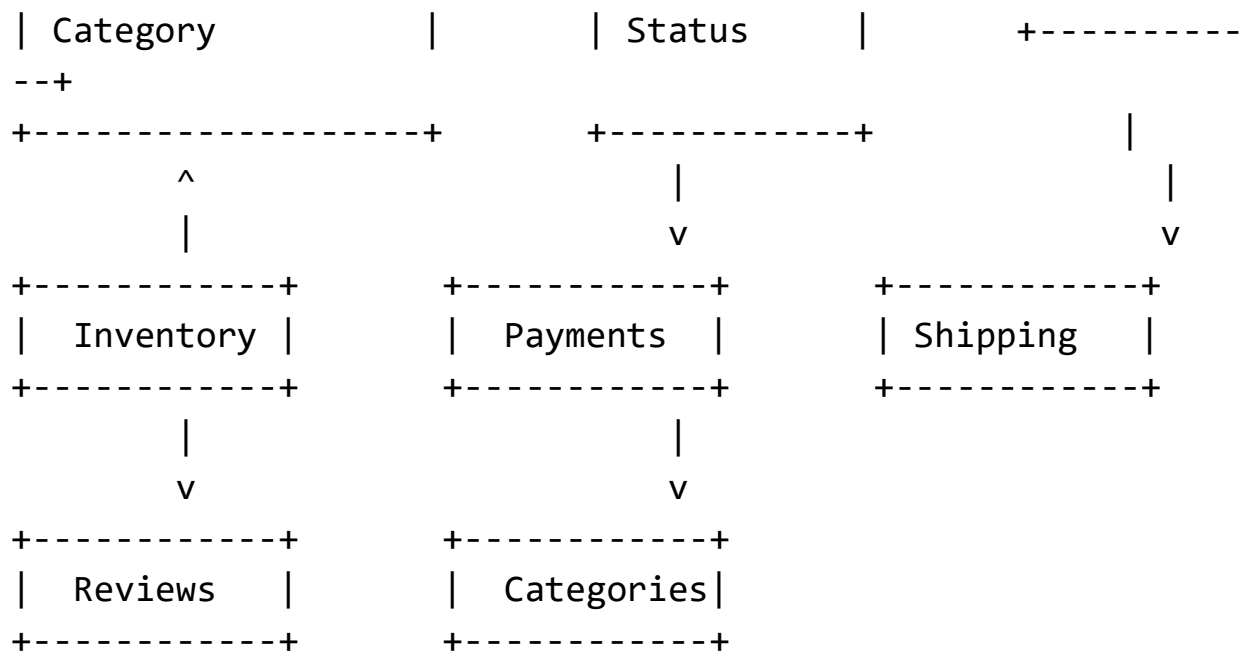 | Category          |       | Status     |       +----------
--+
+-------------------+       +------------+            |
        ^                       |                       |
        |                       v                       v
+------------+       +------------+       +------------+
|  Inventory |       |  Payments  |       | Shipping   |
+------------+       +------------+       +------------+
        |                       |
        v                       v
+------------+       +------------+
|  Reviews   |       |  Categories|
+------------+       +------------+